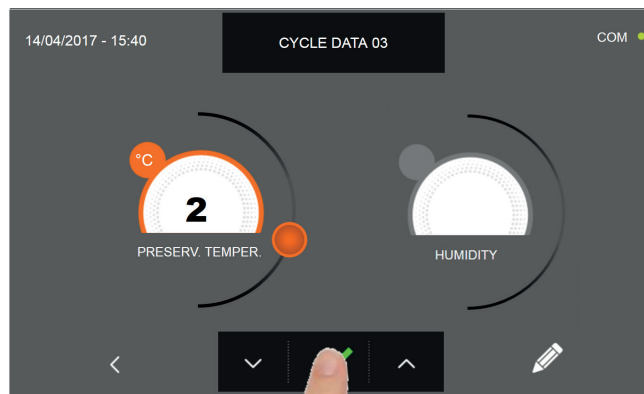 14/04/2017 - 15:40
CYCLE DATA 03
COM
°C
2
PRESERV. TEMPER.
HUMIDITY